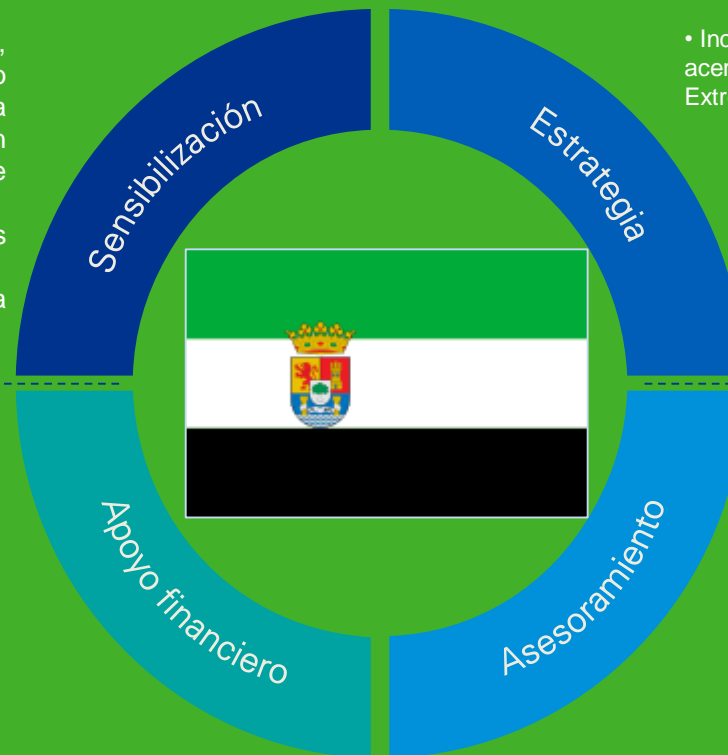 ,
o
a
n
e
s
a
Sensibilización
Estrategia
• Inc
acer
Extr
Apoyo financiero
Asesoramiento